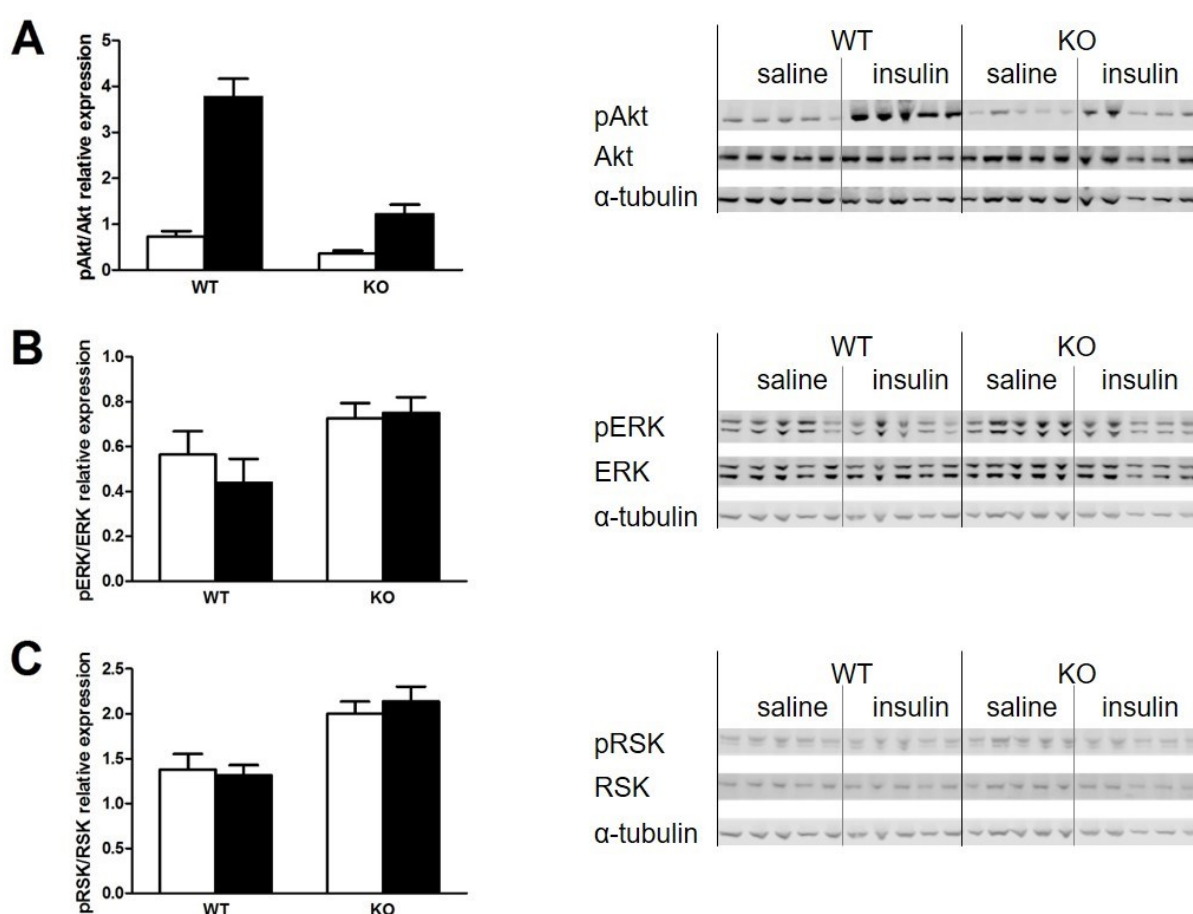 A
pAkt/Akt relative expression
5
4
3
2
1
0
WT KO
WT KO
saline insulin saline insulin
pAkt
Akt
α-tubulin
B
pERK/ERK relative expression
1.0
0.8
0.6
0.4
0.2
0.0
WT KO
WT KO
saline insulin saline insulin
pERK
ERK
α-tubulin
C
pRSK/RSK relative expression
2.5
2.0
1.5
1.0
0.5
0.0
WT KO
WT KO
saline insulin saline insulin
pRSK
RSK
α-tubulin